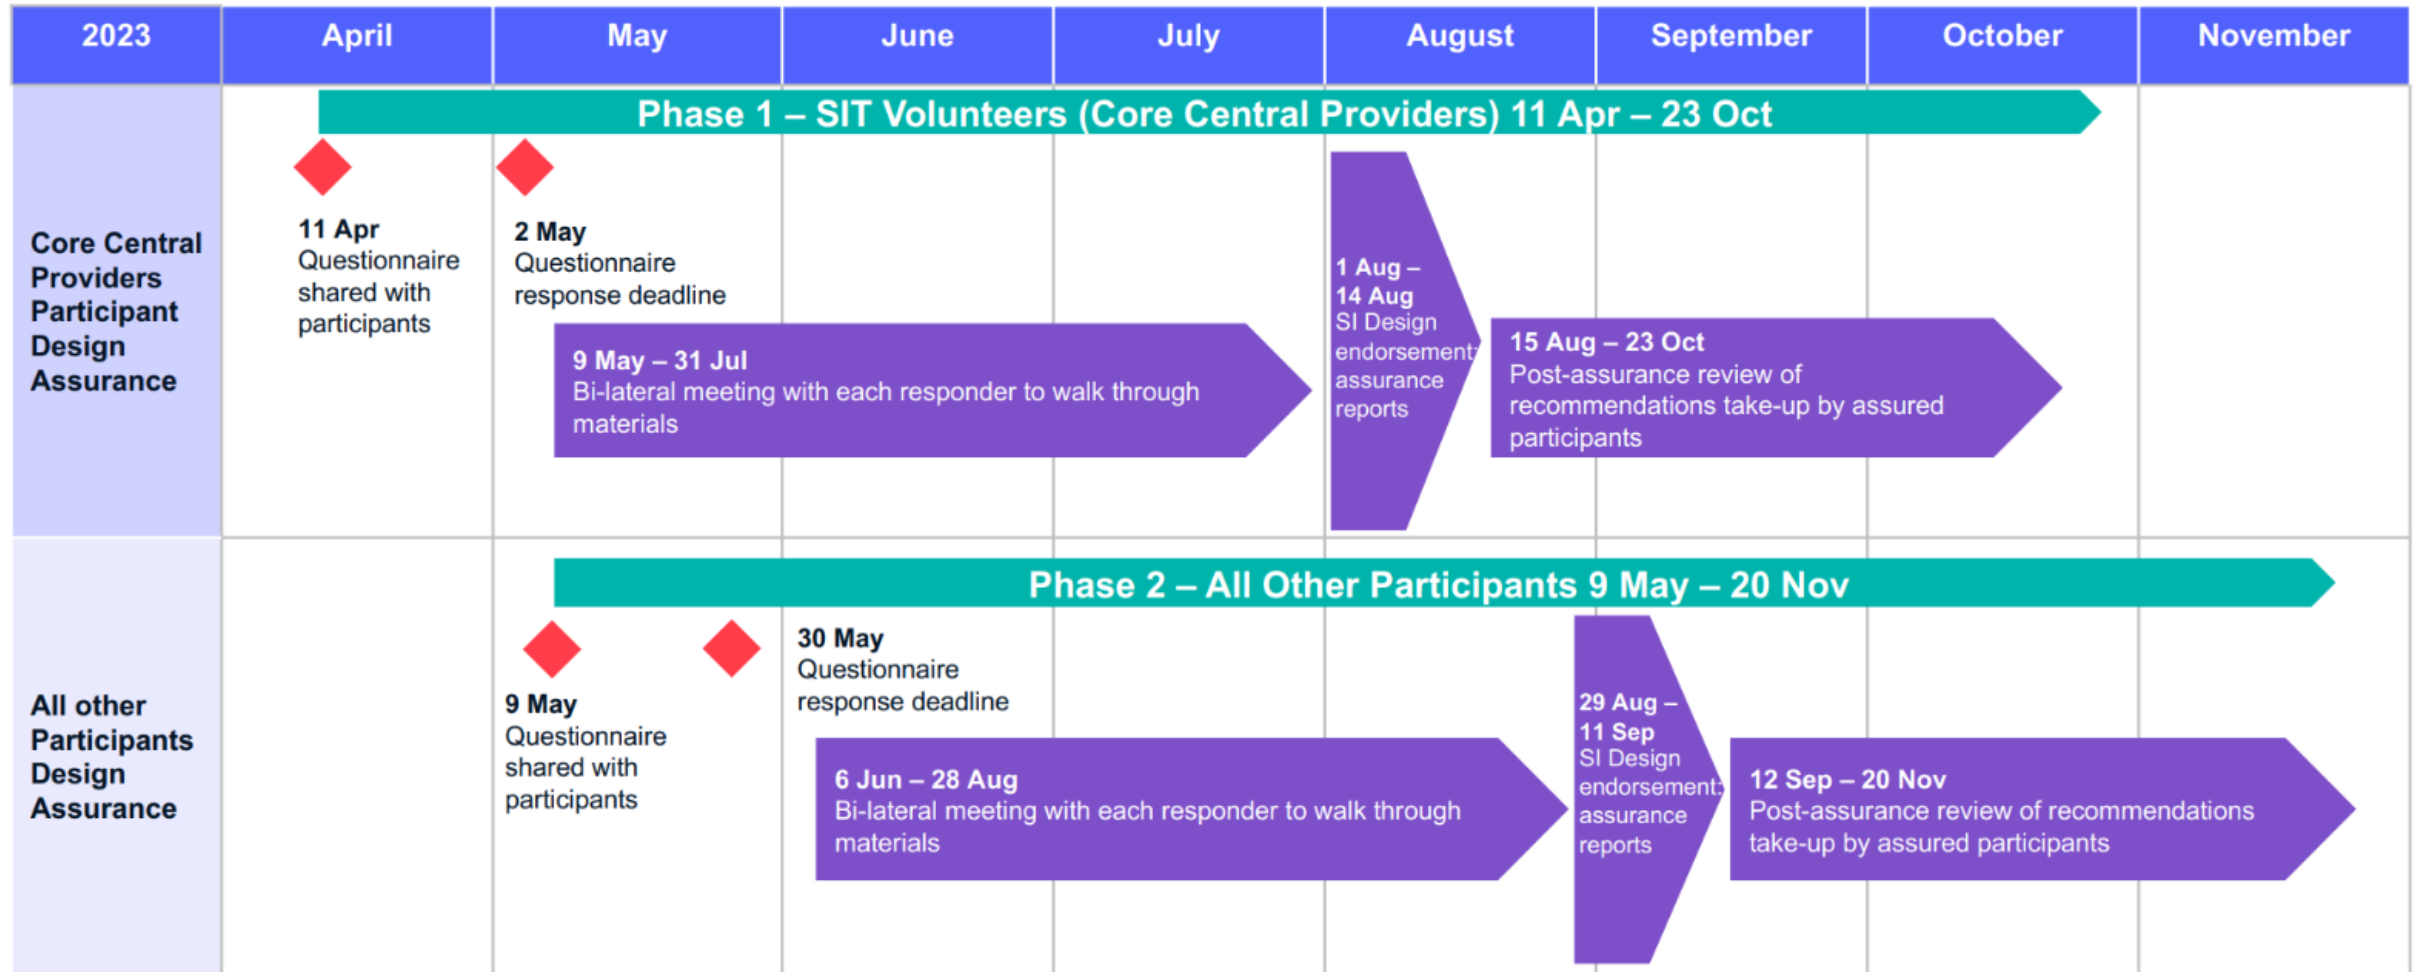 2023 April May June July August September October November
Phase 1 – SIT Volunteers (Core Central Providers) 11 Apr – 23 Oct
Core Central
Providers
Participant
Design
Assurance
11 Apr
Questionnaire
shared with
participants
2 May
Questionnaire
response deadline
9 May – 31 Jul
Bi-lateral meeting with each responder to walk through
materials
1 Aug –
14 Aug
SI Design
endorsement:
assurance
reports
15 Aug – 23 Oct
Post-assurance review of
recommendations take-up by assured
participants
Phase 2 – All Other Participants 9 May – 20 Nov
All other
Participants
Design
Assurance
9 May
Questionnaire
shared with
participants
30 May
Questionnaire
response deadline
6 Jun – 28 Aug
Bi-lateral meeting with each responder to walk through
materials
29 Aug –
11 Sep
SI Design
endorsement:
assurance
reports
12 Sep – 20 Nov
Post-assurance review of recommendations
take-up by assured participants